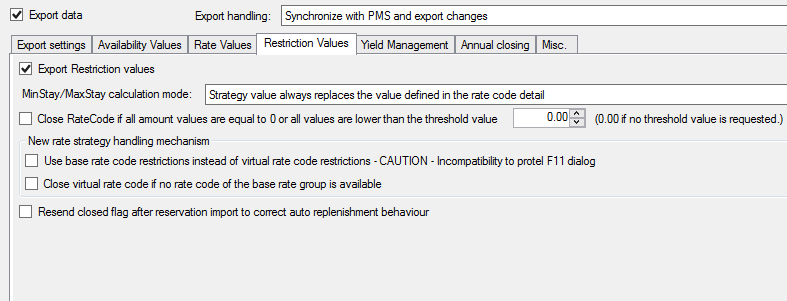 Export data Export handling: Synchronize with PMS and export changes
Export settings Availability Values Rate Values Restriction Values Yield Management Annual closing Misc.
Export Restriction values
MinStay/MaxStay calculation mode: Strategy value always replaces the value defined in the rate code detail
Close RateCode if all amount values are equal to 0 or all values are lower than the threshold value 0.00 (0.00 if no threshold value is requested.)
New rate strategy handling mechanism
Use base rate code restrictions instead of virtual rate code restrictions - CAUTION - Incompatibility to protel F11 dialog
Close virtual rate code if no rate code of the base rate group is available
Resend closed flag after reservation import to correct auto replenishment behaviour